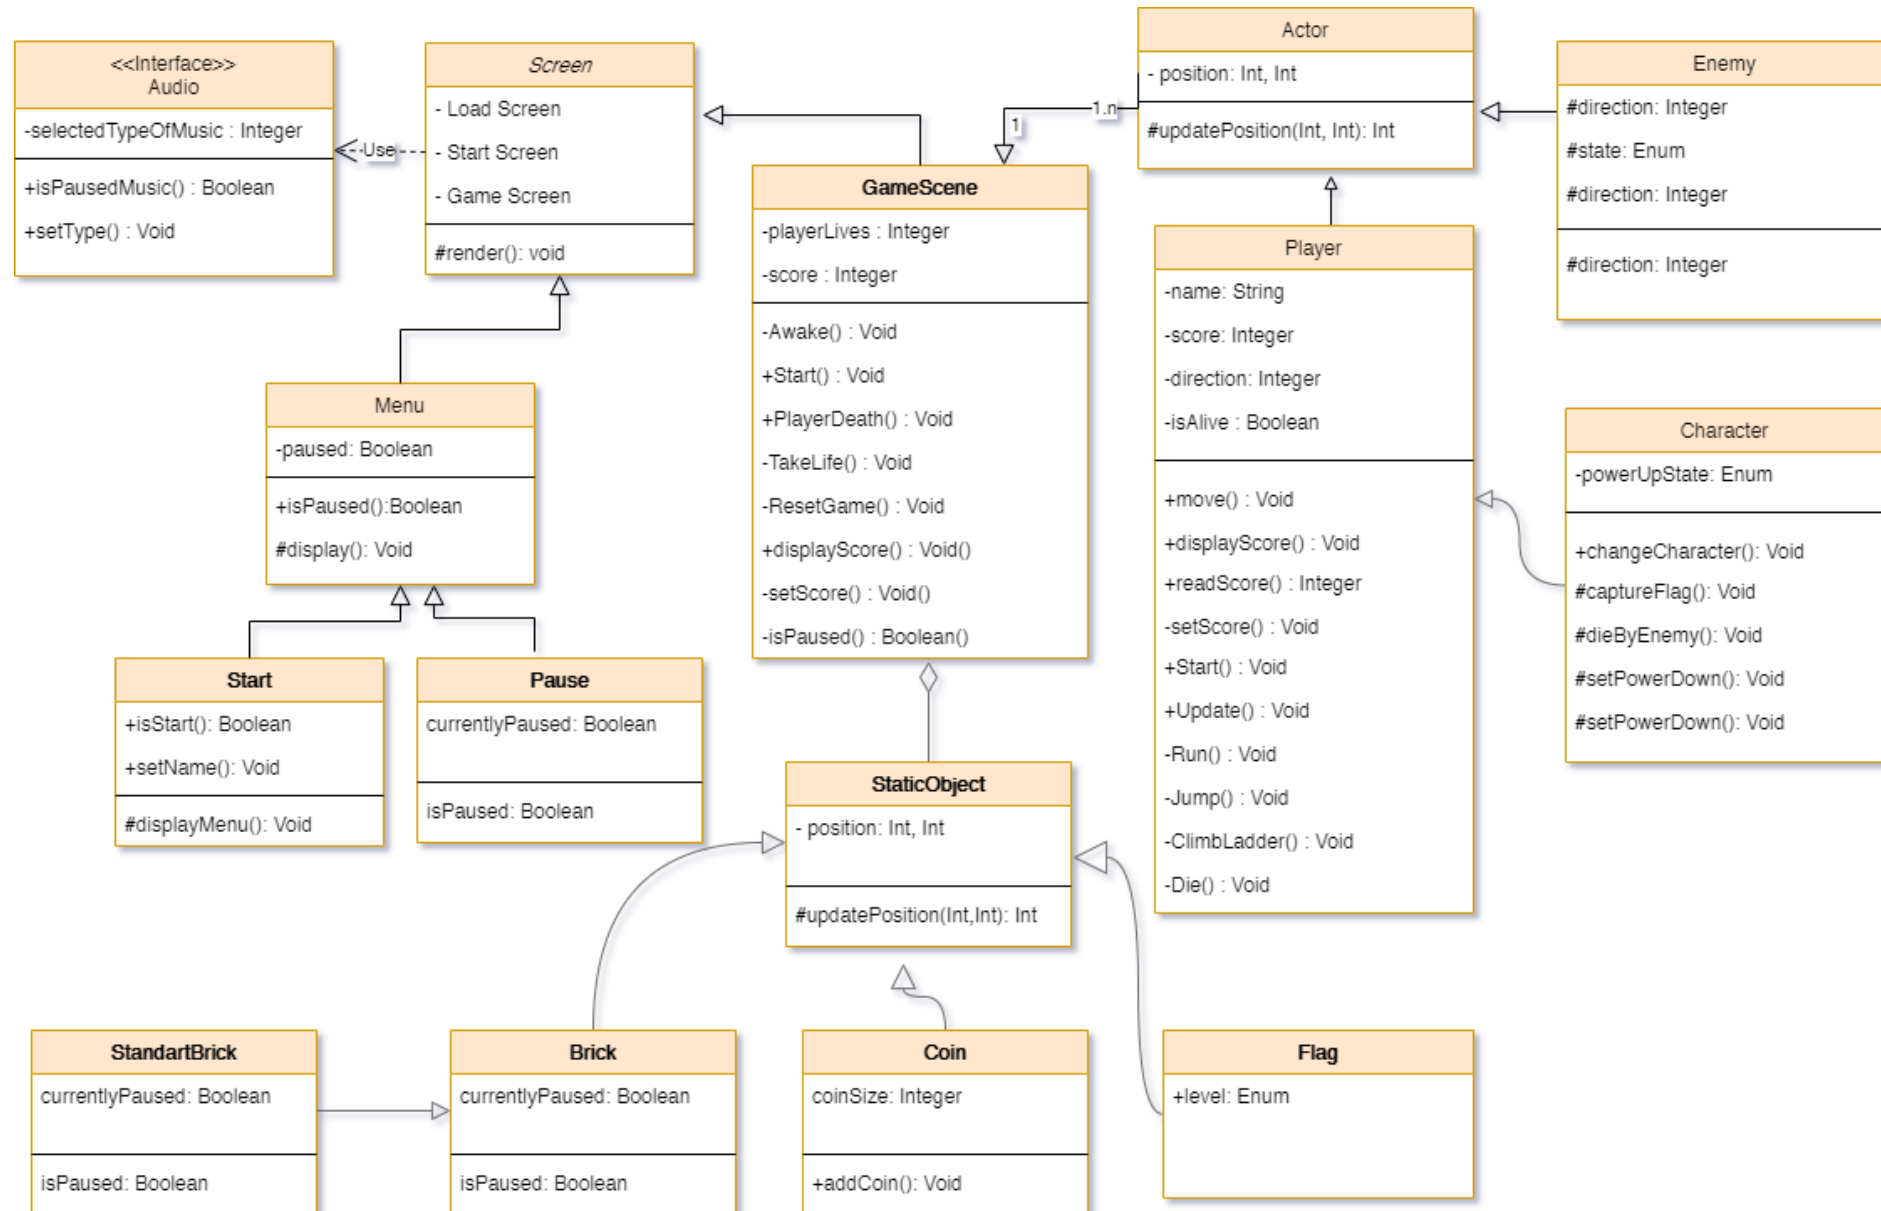 <<Interface>>
Audio
-selectedTypeOfMusic : Integer
+isPausedMusic() : Boolean
+setType() : Void
Use
Screen
- Load Screen
- Start Screen
- Game Screen
#render(): void
GameScene
-playerLives : Integer
-score : Integer
-Awake() : Void
+Start() : Void
+PlayerDeath() : Void
-TakeLife() : Void
-ResetGame() : Void
+displayScore() : Void()
-setScore() : Void()
-isPaused() : Boolean()
1
1.n
Actor
- position: Int, Int
#updatePosition(Int, Int): Int
Enemy
#direction: Integer
#state: Enum
#direction: Integer
#direction: Integer
Player
-name: String
-score: Integer
-direction: Integer
-isAlive : Boolean
+move() : Void
+displayScore() : Void
+readScore() : Integer
-setScore() : Void
+Start() : Void
+Update() : Void
-Run() : Void
-Jump() : Void
-ClimbLadder() : Void
-Die() : Void
Character
-powerUpState: Enum
+changeCharacter(): Void
#captureFlag(): Void
#dieByEnemy(): Void
#setPowerDown(): Void
#setPowerDown(): Void
Menu
-paused: Boolean
+isPaused():Boolean
#display(): Void
Start
+isStart(): Boolean
+setName(): Void
#displayMenu(): Void
Pause
currentlyPaused: Boolean
isPaused: Boolean
StaticObject
- position: Int, Int
#updatePosition(Int,Int): Int
StandartBrick
currentlyPaused: Boolean
isPaused: Boolean
Brick
currentlyPaused: Boolean
isPaused: Boolean
Coin
coinSize: Integer
+addCoin(): Void
Flag
+level: Enum